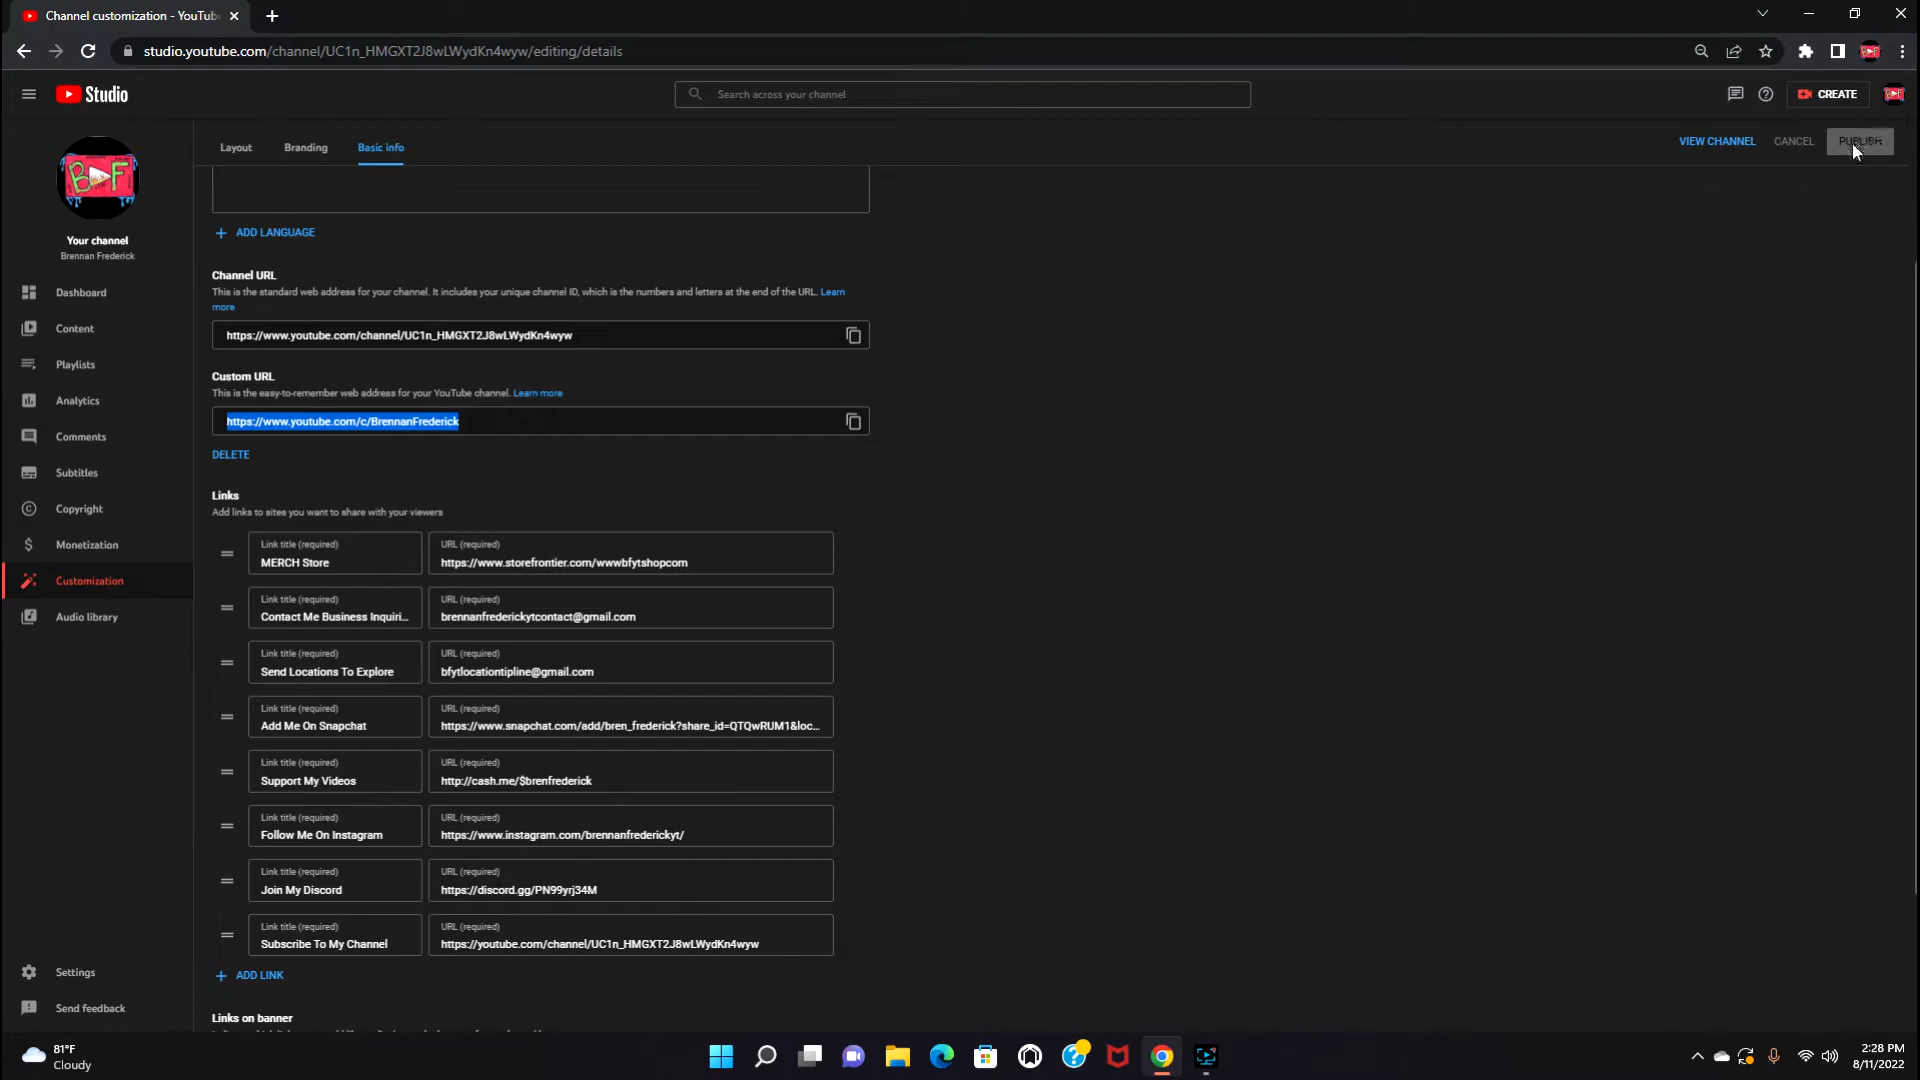 Channel customization - YouTub
studio.youtube.com/channel/UC1n_HMGXT2J8wLWydKn4wyw/editing/details
Studio
Search across your channel
CREATE
Layout
Branding
Basic info
VIEW CHANNEL
CANCEL
PUBLISH
BF
Your channel
Brennan Frederick
Dashboard
Content
Playlists
Analytics
Comments
Subtitles
Copyright
Monetization
Customization
Audio library
Settings
Send feedback
ADD LANGUAGE
Channel URL
This is the standard web address for your channel. It includes your unique channel ID, which is the numbers and letters at the end of the URL. Learn
more
https://www.youtube.com/channel/UC1n_HMGXT2J8wLWydKn4wyw
Custom URL
This is the easy-to-remember web address for your YouTube channel. Learn more
https://www.youtube.com/c/BrennanFrederick
DELETE
Links
Add links to sites you want to share with your viewers
Link title (required)
MERCH Store
URL (required)
https://www.storefrontier.com/wwwbfytshopcom
Link title (required)
Contact Me Business Inquiri...
URL (required)
brennanfrederickytcontact@gmail.com
Link title (required)
Send Locations To Explore
URL (required)
bfytlocationtipline@gmail.com
Link title (required)
Add Me On Snapchat
URL (required)
https://www.snapchat.com/add/bren_frederick?share_id=QTQwRUM1&loc...
Link title (required)
Support My Videos
URL (required)
http://cash.me/$brenfrederick
Link title (required)
Follow Me On Instagram
URL (required)
https://www.instagram.com/brennanfrederickyt/
Link title (required)
Join My Discord
URL (required)
https://discord.gg/PN99yrj34M
Link title (required)
Subscribe To My Channel
URL (required)
https://youtube.com/channel/UC1n_HMGXT2J8wLWydKn4wyw
ADD LINK
Links on banner
81°F
Cloudy
2:28 PM
8/11/2022